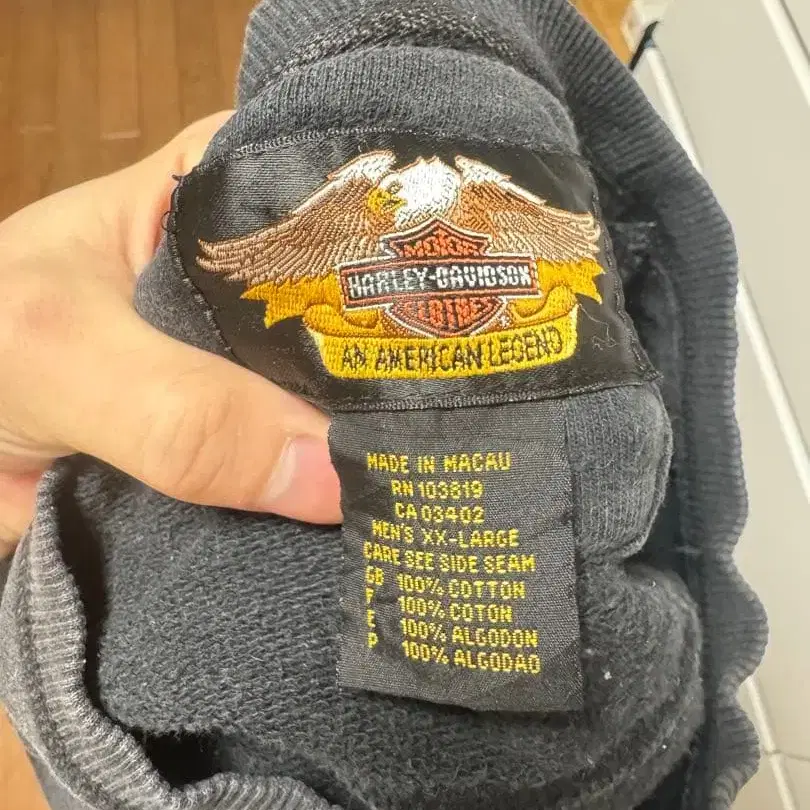 MOTOR
HARLEY-DAVIDSON
CLOTHES
AN AMERICAN LEGEND
MADE IN MACAU
RN 103819
CA 03402
MEN'S XX-LARGE
CARE SEE SIDE SEAM
GB 100% COTTON
F 100% COTON
E 100% ALGODON
P 100% ALGODAO